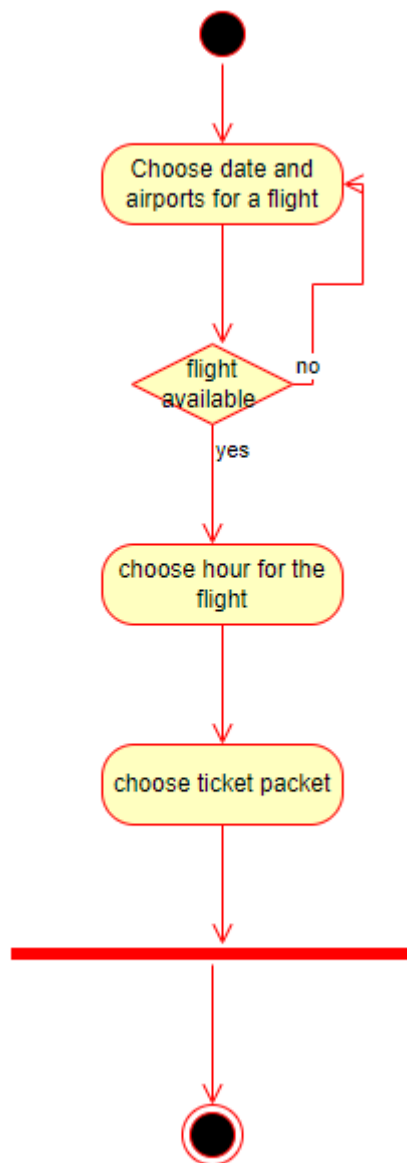 Choose date and
airports for a flight
flight
available
no
yes
choose hour for the
flight
choose ticket packet